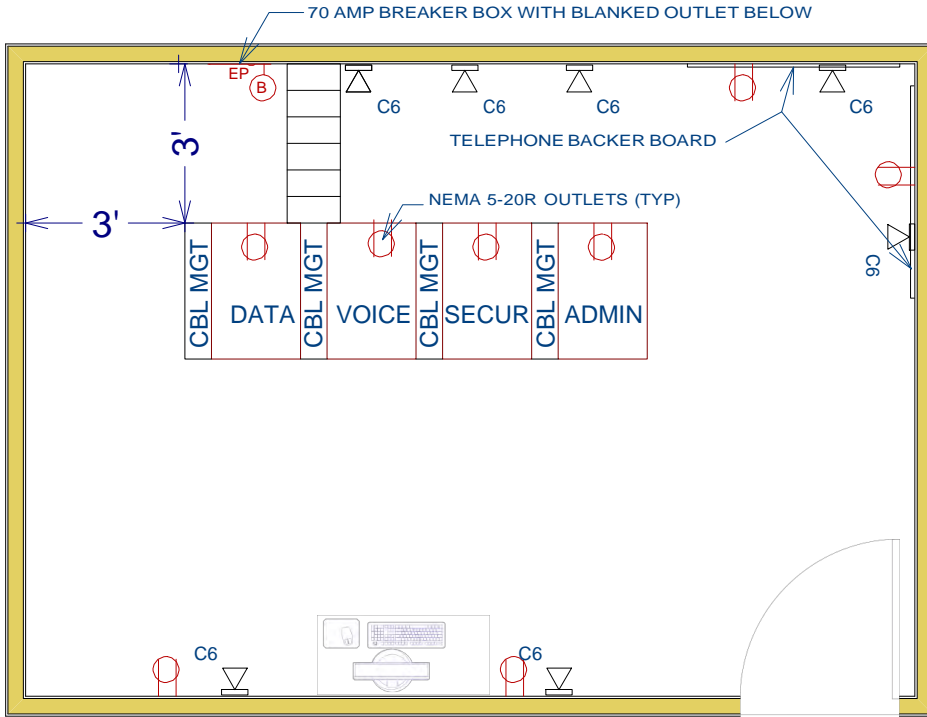 70 AMP BREAKER BOX WITH BLANKED OUTLET BELOW
EP
B
C6
C6
C6
C6
TELEPHONE BACKER BOARD
3'
3'
NEMA 5-20R OUTLETS (TYP)
C6
CBL MGT
DATA
CBL MGT
VOICE
CBL MGT
SECUR
CBL MGT
ADMIN
C6
C6